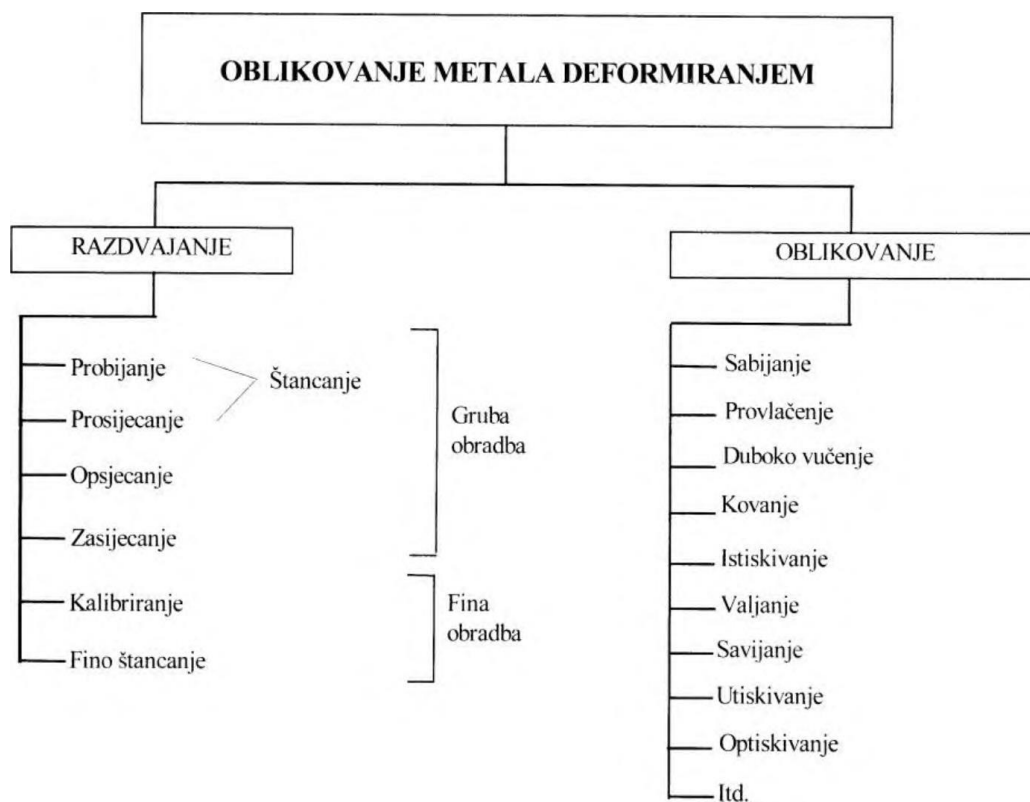 OBLIKOVANJE METALA DEFORMIRANJEM
RAZDVAJANJE
Probijanje
Prosijecanje
Štancanje
Opsjecanje
Zasijecanje
Kalibriranje
Fino štancanje
Gruba
obradba
Fina
obradba
OBLIKOVANJE
Sabijanje
Provlačenje
Duboko vučenje
Kovanje
Istiskivanje
Valjanje
Savijanje
Utiskivanje
Optiskivanje
Itd.